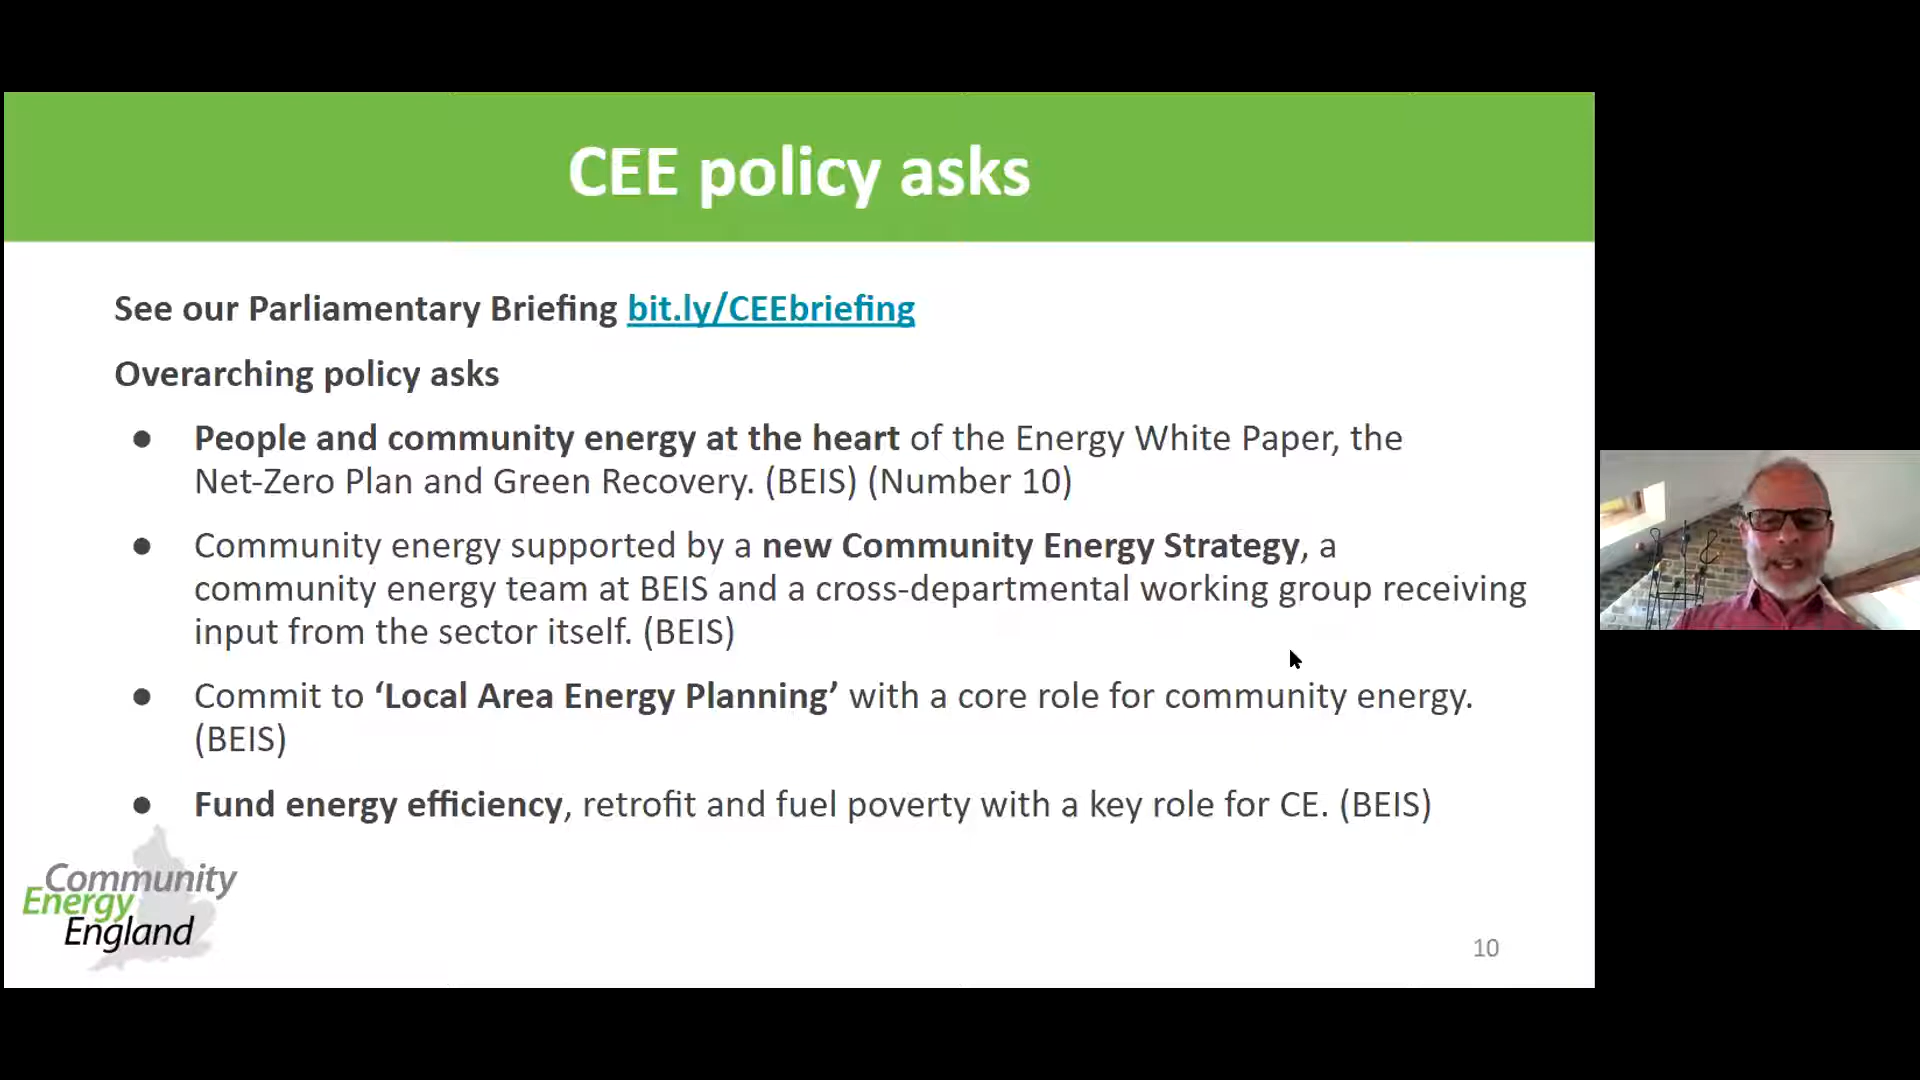 CEE policy asks
See our Parliamentary Briefing bit.ly/CEEbriefing
Overarching policy asks
● People and community energy at the heart of the Energy White Paper, the
Net-Zero Plan and Green Recovery. (BEIS) (Number 10)
● Community energy supported by a new Community Energy Strategy, a
community energy team at BEIS and a cross-departmental working group receiving
input from the sector itself. (BEIS)
● Commit to ‘Local Area Energy Planning’ with a core role for community energy.
(BEIS)
● Fund energy efficiency, retrofit and fuel poverty with a key role for CE. (BEIS)
Community
Energy
England
10